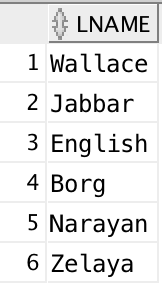 LNAME
1 Wallace
2 Jabbar
3 English
4 Borg
5 Narayan
6 Zelaya